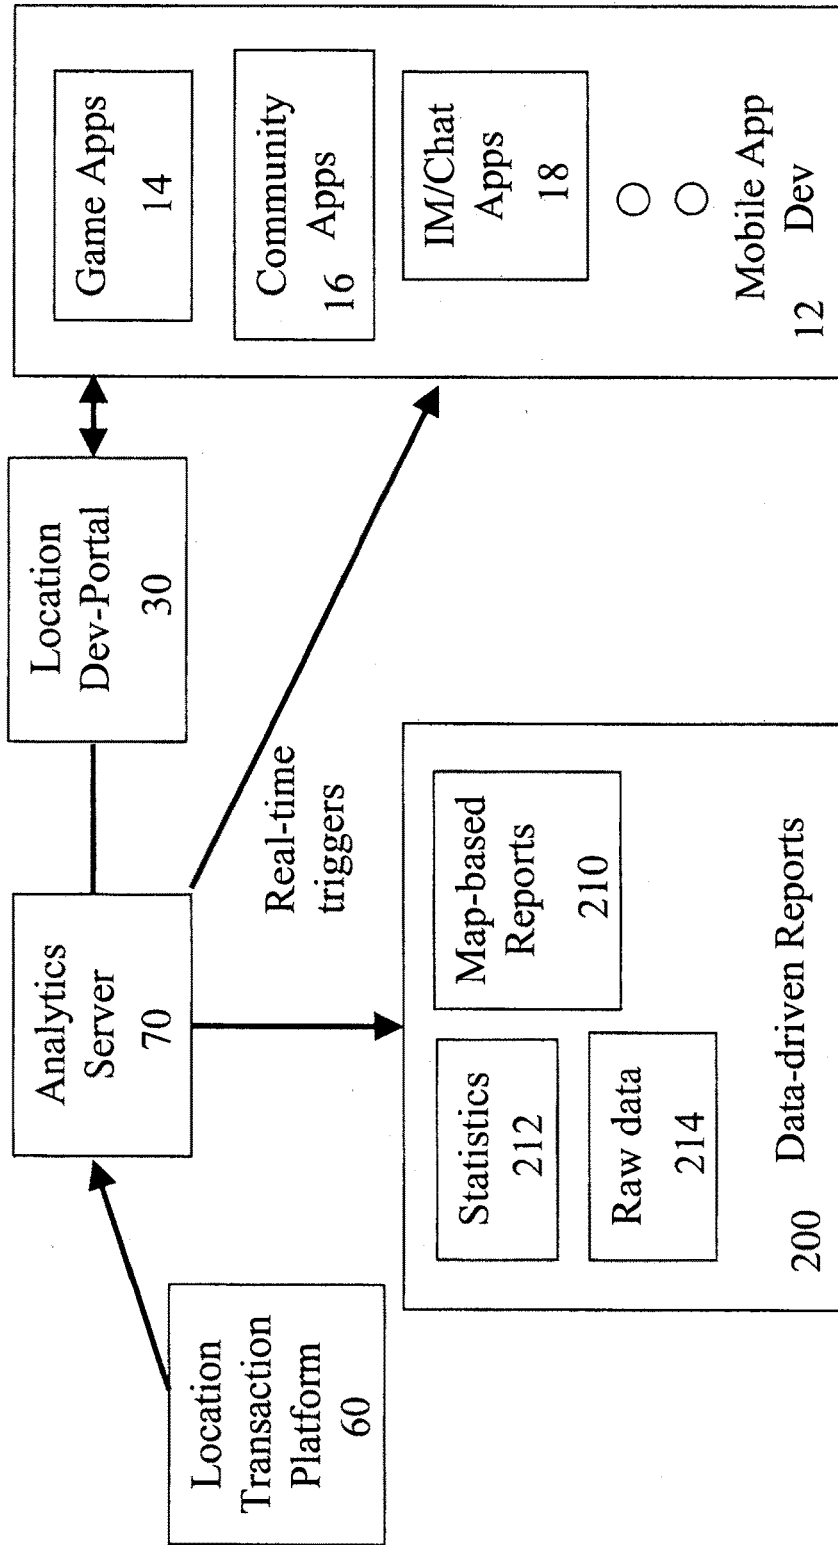 Location
Transaction
Platform
60
Analytics
Server
70
Location
Dev-Portal
30
Real-time
triggers
Game Apps
14
Community
Apps
16
IM/Chat
Apps
18
Mobile App
Dev
12
Statistics
212
Map-based
Reports
210
Raw data
214
200 Data-driven Reports